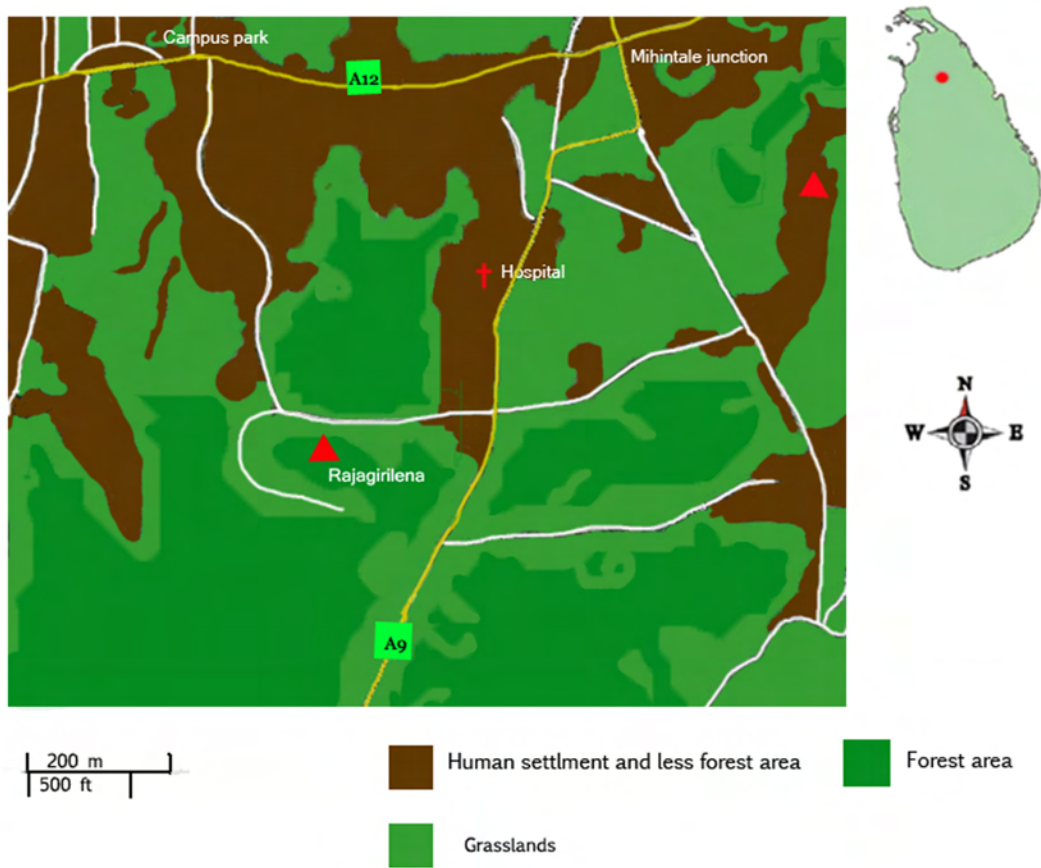 Campus park
A12
Mihintale junction
Hospital
Rajagirilena
A9
N
W
E
S
200 m
500 ft
Human settlment and less forest area
Forest area
Grasslands